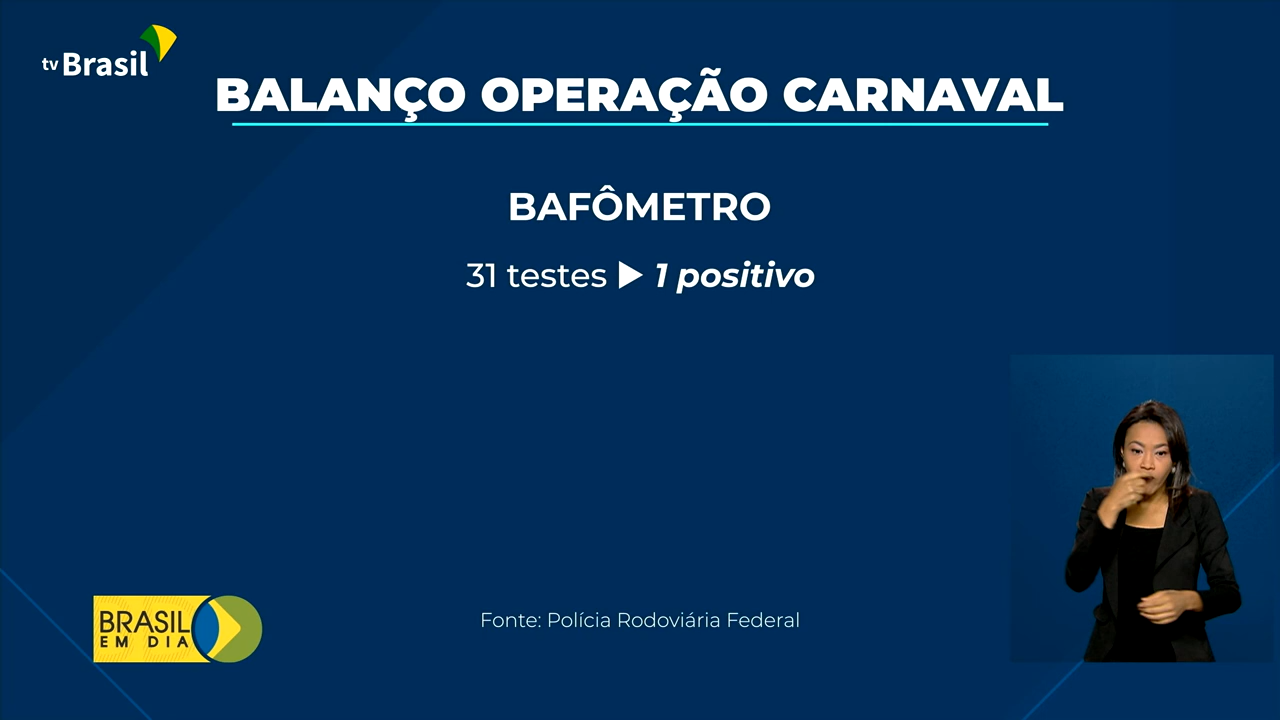 tv Brasil
BALANÇO OPERAÇÃO CARNAVAL
BAFÔMETRO
31 testes ▶ 1 positivo
Fonte: Polícia Rodoviária Federal
BRASIL
EM DIA